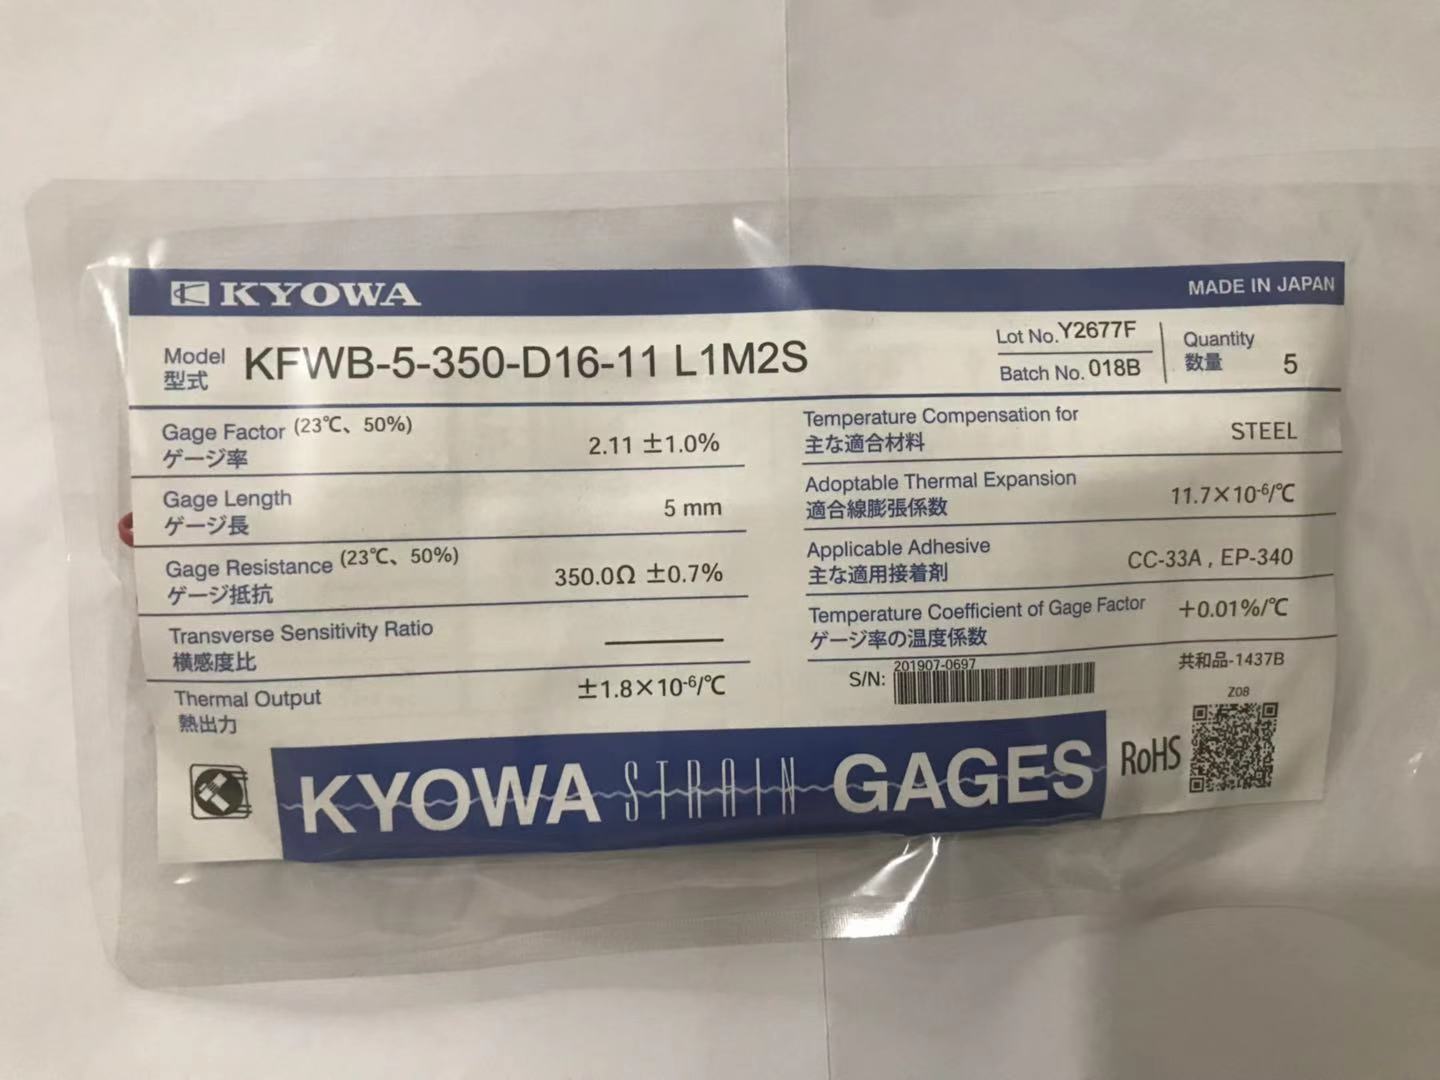 KYOWA
MADE IN JAPAN
Model KFWB-5-350-D16-11 L1M2S
型式
Lot No. Y2677F
Batch No. 018B
Quantity
数量 5
Gage Factor (23℃、50%) 2.11 ±1.0%
ゲージ率
Gage Length 5 mm
ゲージ長
Gage Resistance (23℃、50%) 350.0Ω ±0.7%
ゲージ抵抗
Transverse Sensitivity Ratio
横感度比
Thermal Output ±1.8×10-6/℃
熱出力
Temperature Compensation for STEEL
主な適合材料
Adoptable Thermal Expansion 11.7×10-6/℃
適合線膨張係数
Applicable Adhesive CC-33A , EP-340
主な適用接着剤
Temperature Coefficient of Gage Factor +0.01%/℃
ゲージ率の温度係数
S/N: 201907-0697
共和品-1437B
Z08
KYOWA STRAIN GAGES
RoHS